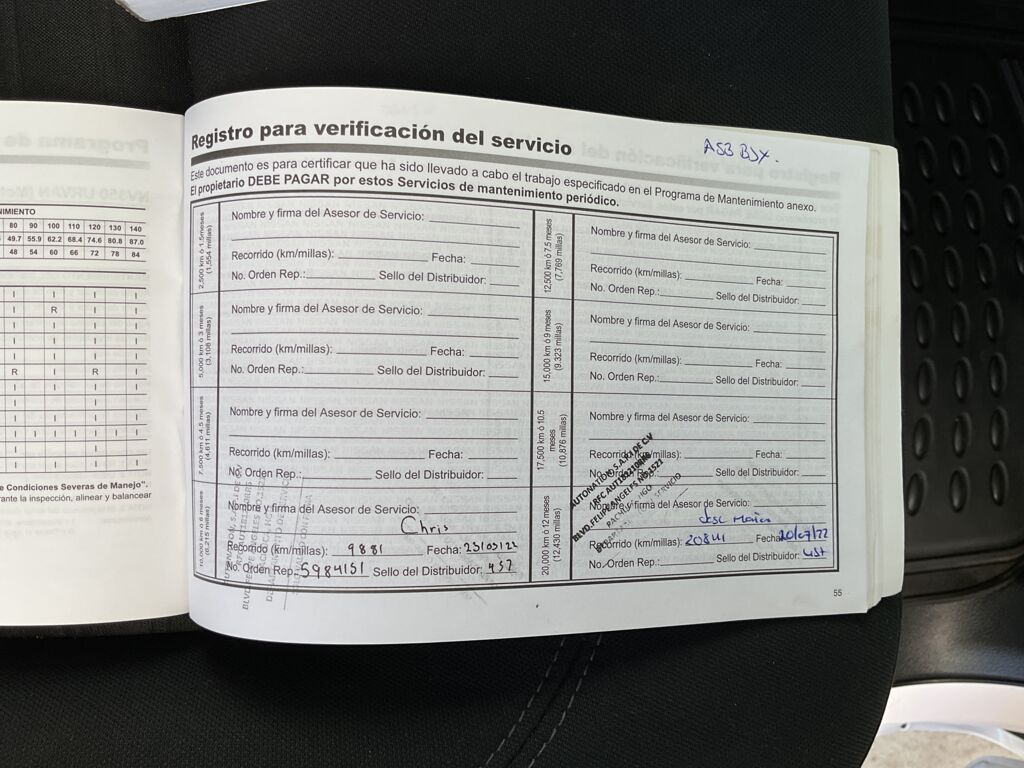 NIMIENTO
80 90 100 110 120 130 140
49.7 55.9 62.2 68.4 74.6 80.8 87.0
48 54 60 66 72 78 84
I I I I
I R I I
I I I I
I I I I
I I I I
R I R I
I I I
I I I
I I I I I I I
I I I
I I I I
e Condiciones Severas de Manejo".
rante la inspección, alinear y balancear
Registro para verificación del servicio
Este documento es para certificar que ha sido llevado a cabo el trabajo especificado en el Programa de Mantenimiento anexo.
El propietario DEBE PAGAR por estos Servicios de mantenimiento periódico.
2,500 km ó 1.5 meses
(1,554 millas)
Nombre y firma del Asesor de Servicio:
Recorrido (km/millas): Fecha:
No. Orden Rep.: Sello del Distribuidor:
5,000 km ó 3 meses
(3,108 millas)
Nombre y firma del Asesor de Servicio:
Recorrido (km/millas): Fecha:
No. Orden Rep.: Sello del Distribuidor:
7,500 km ó 4.5 meses
(4,611 millas)
Nombre y firma del Asesor de Servicio:
Recorrido (km/millas): Fecha:
No. Orden Rep.: Sello del Distribuidor:
10,000 km ó 6 meses
(6,215 millas)
Nombre y firma del Asesor de Servicio:
Chris
Recorrido (km/millas): 9881 Fecha: 23/03/22
No. Orden Rep.: S984151 Sello del Distribuidor: 457
12,500 km ó 7.5 meses
(7,769 millas)
Nombre y firma del Asesor de Servicio:
Recorrido (km/millas): Fecha:
No. Orden Rep.: Sello del Distribuidor:
15,000 km ó 9 meses
(9,323 millas)
Nombre y firma del Asesor de Servicio:
Recorrido (km/millas): Fecha:
No. Orden Rep.: Sello del Distribuidor:
17,500 km ó 10.5
meses
(10,876 millas)
Nombre y firma del Asesor de Servicio:
Recorrido (km/millas): Fecha:
No. Orden Rep.: Sello del Distribuidor:
20,000 km ó 12 meses
(12,430 millas)
Nombre y firma del Asesor de Servicio:
Recorrido (km/millas): 20841 Fecha: 20/07/22
No. Orden Rep.: Sello del Distribuidor: 457
BLVD. FELIPE ANGELES
55